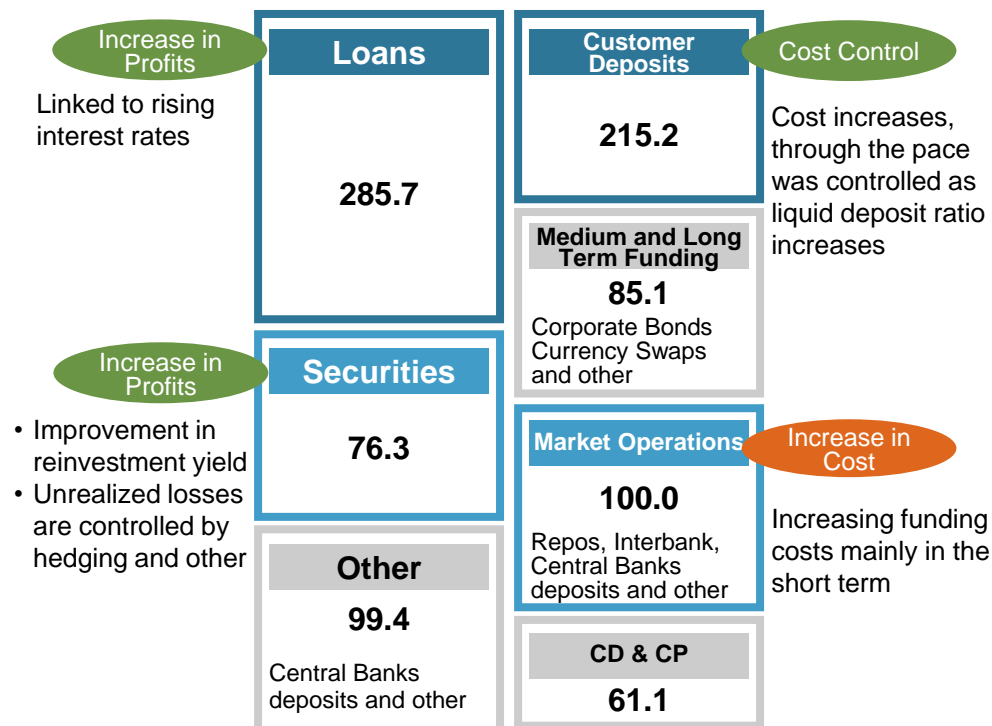 Increase in
Profits
Linked to rising
interest rates
Loans
285.7
Customer
Deposits
215.2
Cost Control
Cost increases,
through the pace
was controlled as
liquid deposit ratio
increases
Medium and Long
Term Funding
85.1
Corporate Bonds
Currency Swaps
and other
Increase in
Profits
• Improvement in
reinvestment yield
• Unrealized losses
are controlled by
hedging and other
Securities
76.3
Market Operations
100.0
Repos, Interbank,
Central Banks
deposits and other
Increase in
Cost
Increasing funding
costs mainly in the
short term
Other
99.4
Central Banks
deposits and other
CD & CP
61.1